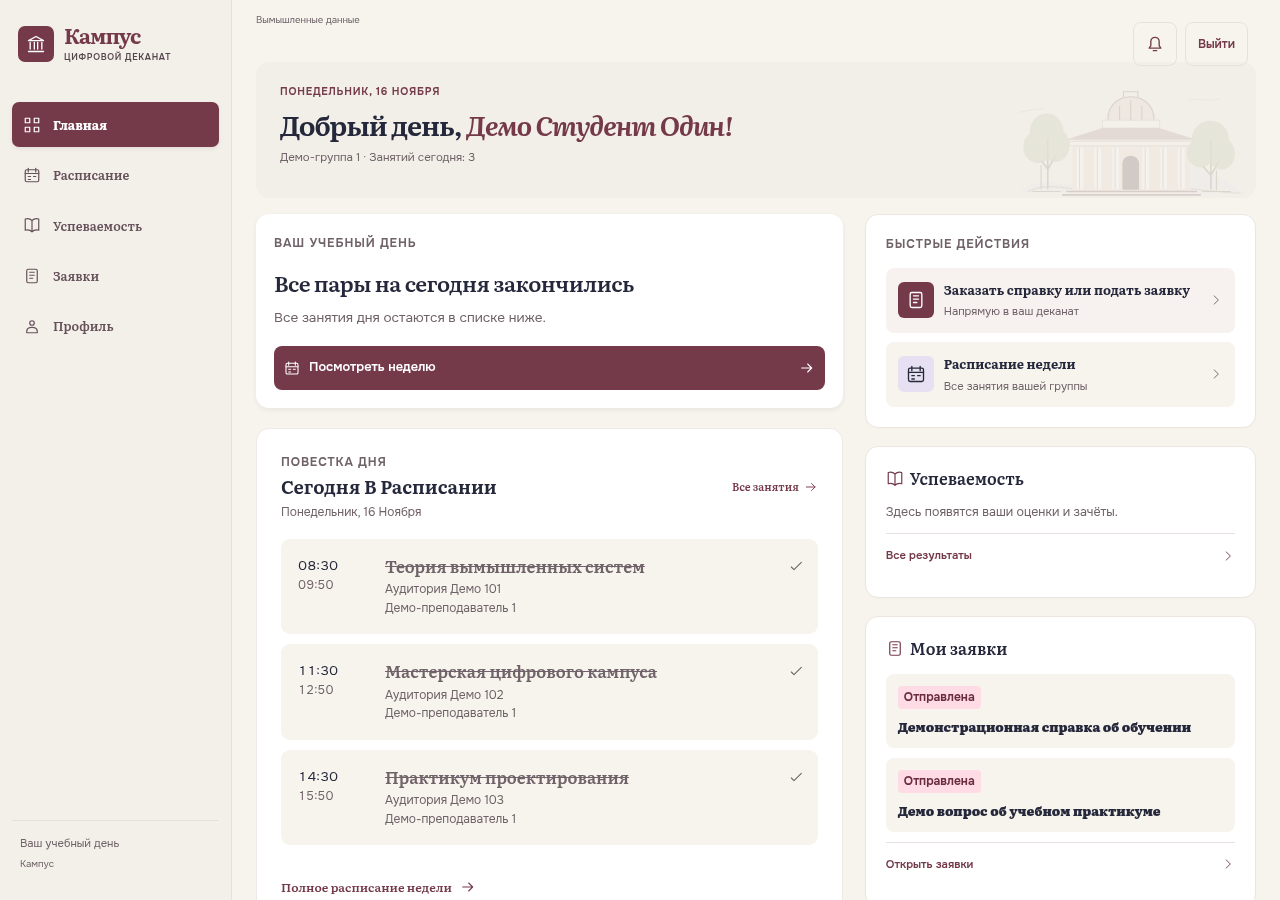 Кампус
ЦИФРОВОЙ ДЕКАНАТ
Главная
Расписание
Успеваемость
Заявки
Профиль
Ваш учебный день
Кампус
Вымышленные данные
Выйти
ПОНЕДЕЛЬНИК, 16 НОЯБРЯ
Добрый день, Демо Студент Один!
Демо-группа 1 · Занятий сегодня: 3
ВАШ УЧЕБНЫЙ ДЕНЬ
Все пары на сегодня закончились
Все занятия дня остаются в списке ниже.
Посмотреть неделю
ПОВЕСТКА ДНЯ
Сегодня В Расписании
Все занятия
Понедельник, 16 Ноября
08:30
09:50
Теория вымышленных систем
Аудитория Демо 101
Демо-преподаватель 1
11:30
12:50
Мастерская цифрового кампуса
Аудитория Демо 102
Демо-преподаватель 1
14:30
15:50
Практикум проектирования
Аудитория Демо 103
Демо-преподаватель 1
Полное расписание недели
БЫСТРЫЕ ДЕЙСТВИЯ
Заказать справку или подать заявку
Напрямую в ваш деканат
Расписание недели
Все занятия вашей группы
Успеваемость
Здесь появятся ваши оценки и зачёты.
Все результаты
Мои заявки
Отправлена
Демонстрационная справка об обучении
Отправлена
Демо вопрос об учебном практикуме
Открыть заявки